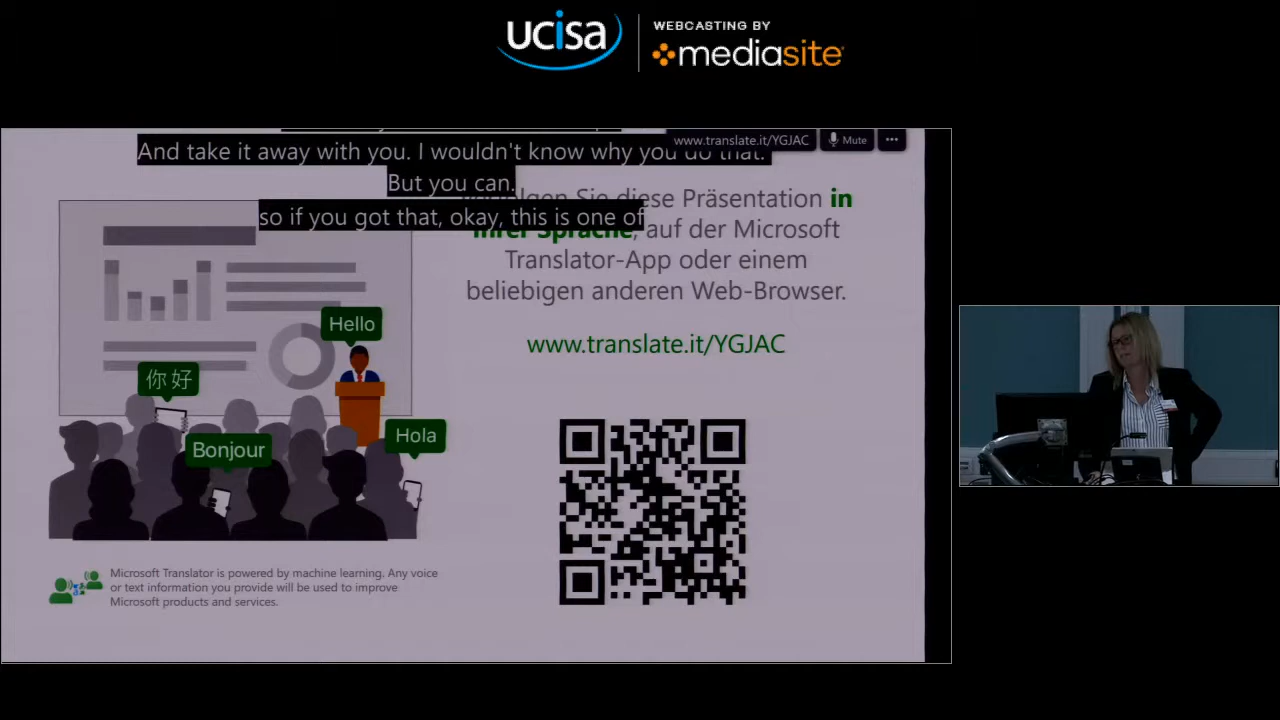 ucisa
WEBCASTING BY
mediasite
www.translate.it/YGJAC
Mute
And take it away with you. I wouldn't know why you do that.
But you can.
so if you got that, okay, this is one of
Sie diese Präsentation in
Ihrer Sprache, auf der Microsoft
Translator-App oder einem
beliebigen anderen Web-Browser.
www.translate.it/YGJAC
Hello
你好
Bonjour
Hola
Microsoft Translator is powered by machine learning. Any voice
or text information you provide will be used to improve
Microsoft products and services.